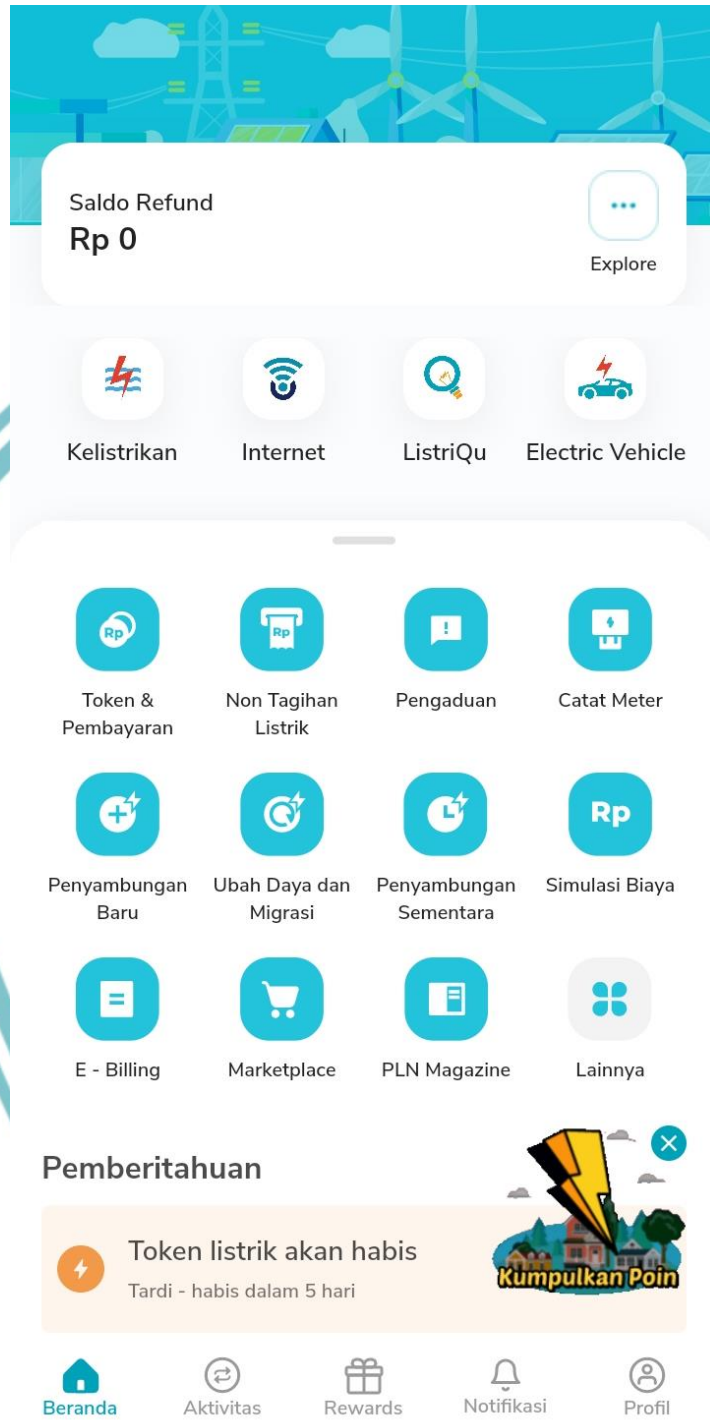 Saldo Refund
Rp 0
Explore
Kelistrikan
Internet
ListriQu
Electric Vehicle
Rp
Token &
Pembayaran
Rp
Non Tagihan
Listrik
Pengaduan
Catat Meter
Penyambungan
Baru
Ubah Daya dan
Migrasi
Penyambungan
Sementara
Rp
Simulasi Biaya
E - Billing
Marketplace
PLN Magazine
Lainnya
Pemberitahuan
Token listrik akan habis
Tardi - habis dalam 5 hari
Kumpulkan Poin
Beranda
Aktivitas
Rewards
Notifikasi
Profil